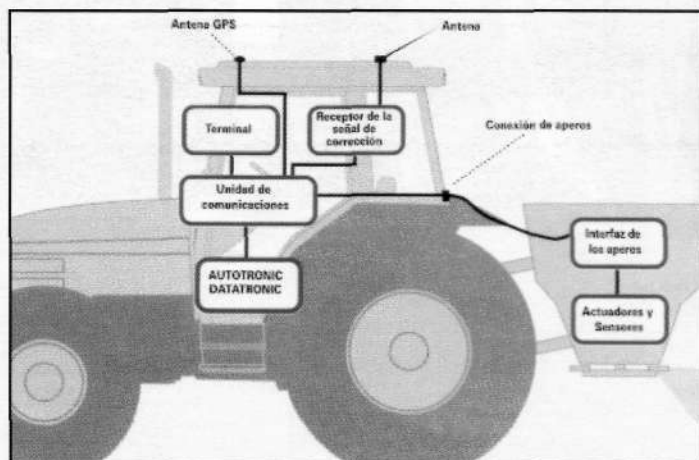 Antena GPS
Antena
Terminal
Receptor de la
señal de
corrección
Conexión de aperos
Unidad de
comunicaciones
Interfaz de
los aperos
AUTOTRONIC
DATATRONIC
Actuadores y
Sensores